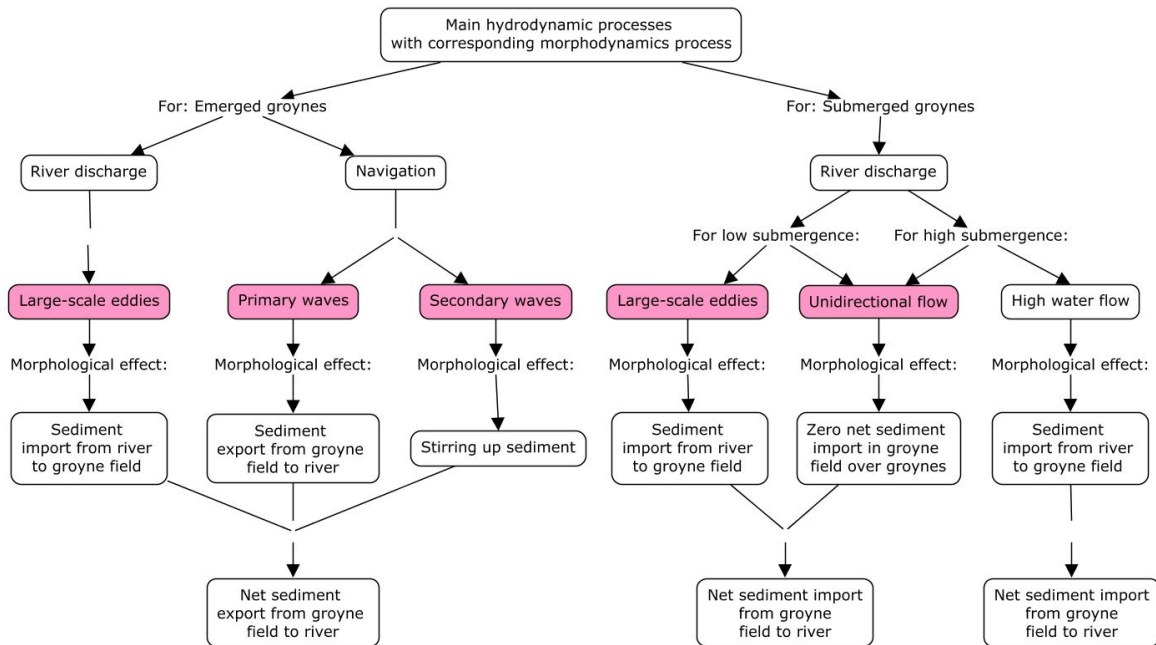 Main hydrodynamic processes
with corresponding morphodynamics process
For: Emerged groynes
For: Submerged groynes
River discharge
Navigation
River discharge
For low submergence:
For high submergence:
Large-scale eddies
Primary waves
Secondary waves
Large-scale eddies
Unidirectional flow
High water flow
Morphological effect:
Morphological effect:
Morphological effect:
Morphological effect:
Morphological effect:
Morphological effect:
Sediment
import from river
to groyne field
Sediment
export from groyne
field to river
Stirring up sediment
Sediment
import from river
to groyne field
Zero net sediment
import in groyne
field over groynes
Sediment
import from river
to groyne field
Net sediment
export from groyne
field to river
Net sediment import
from groyne
field to river
Net sediment import
from groyne
field to river